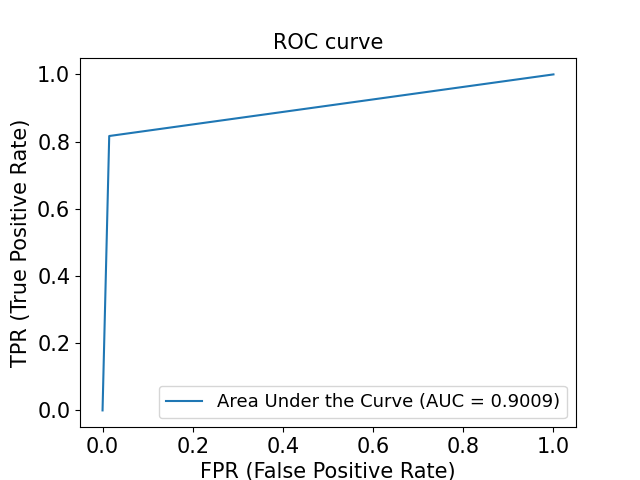 ROC curve
1.0
0.8
0.6
0.4
0.2
0.0
TPR (True Positive Rate)
Area Under the Curve (AUC = 0.9009)
0.0 0.2 0.4 0.6 0.8 1.0
FPR (False Positive Rate)